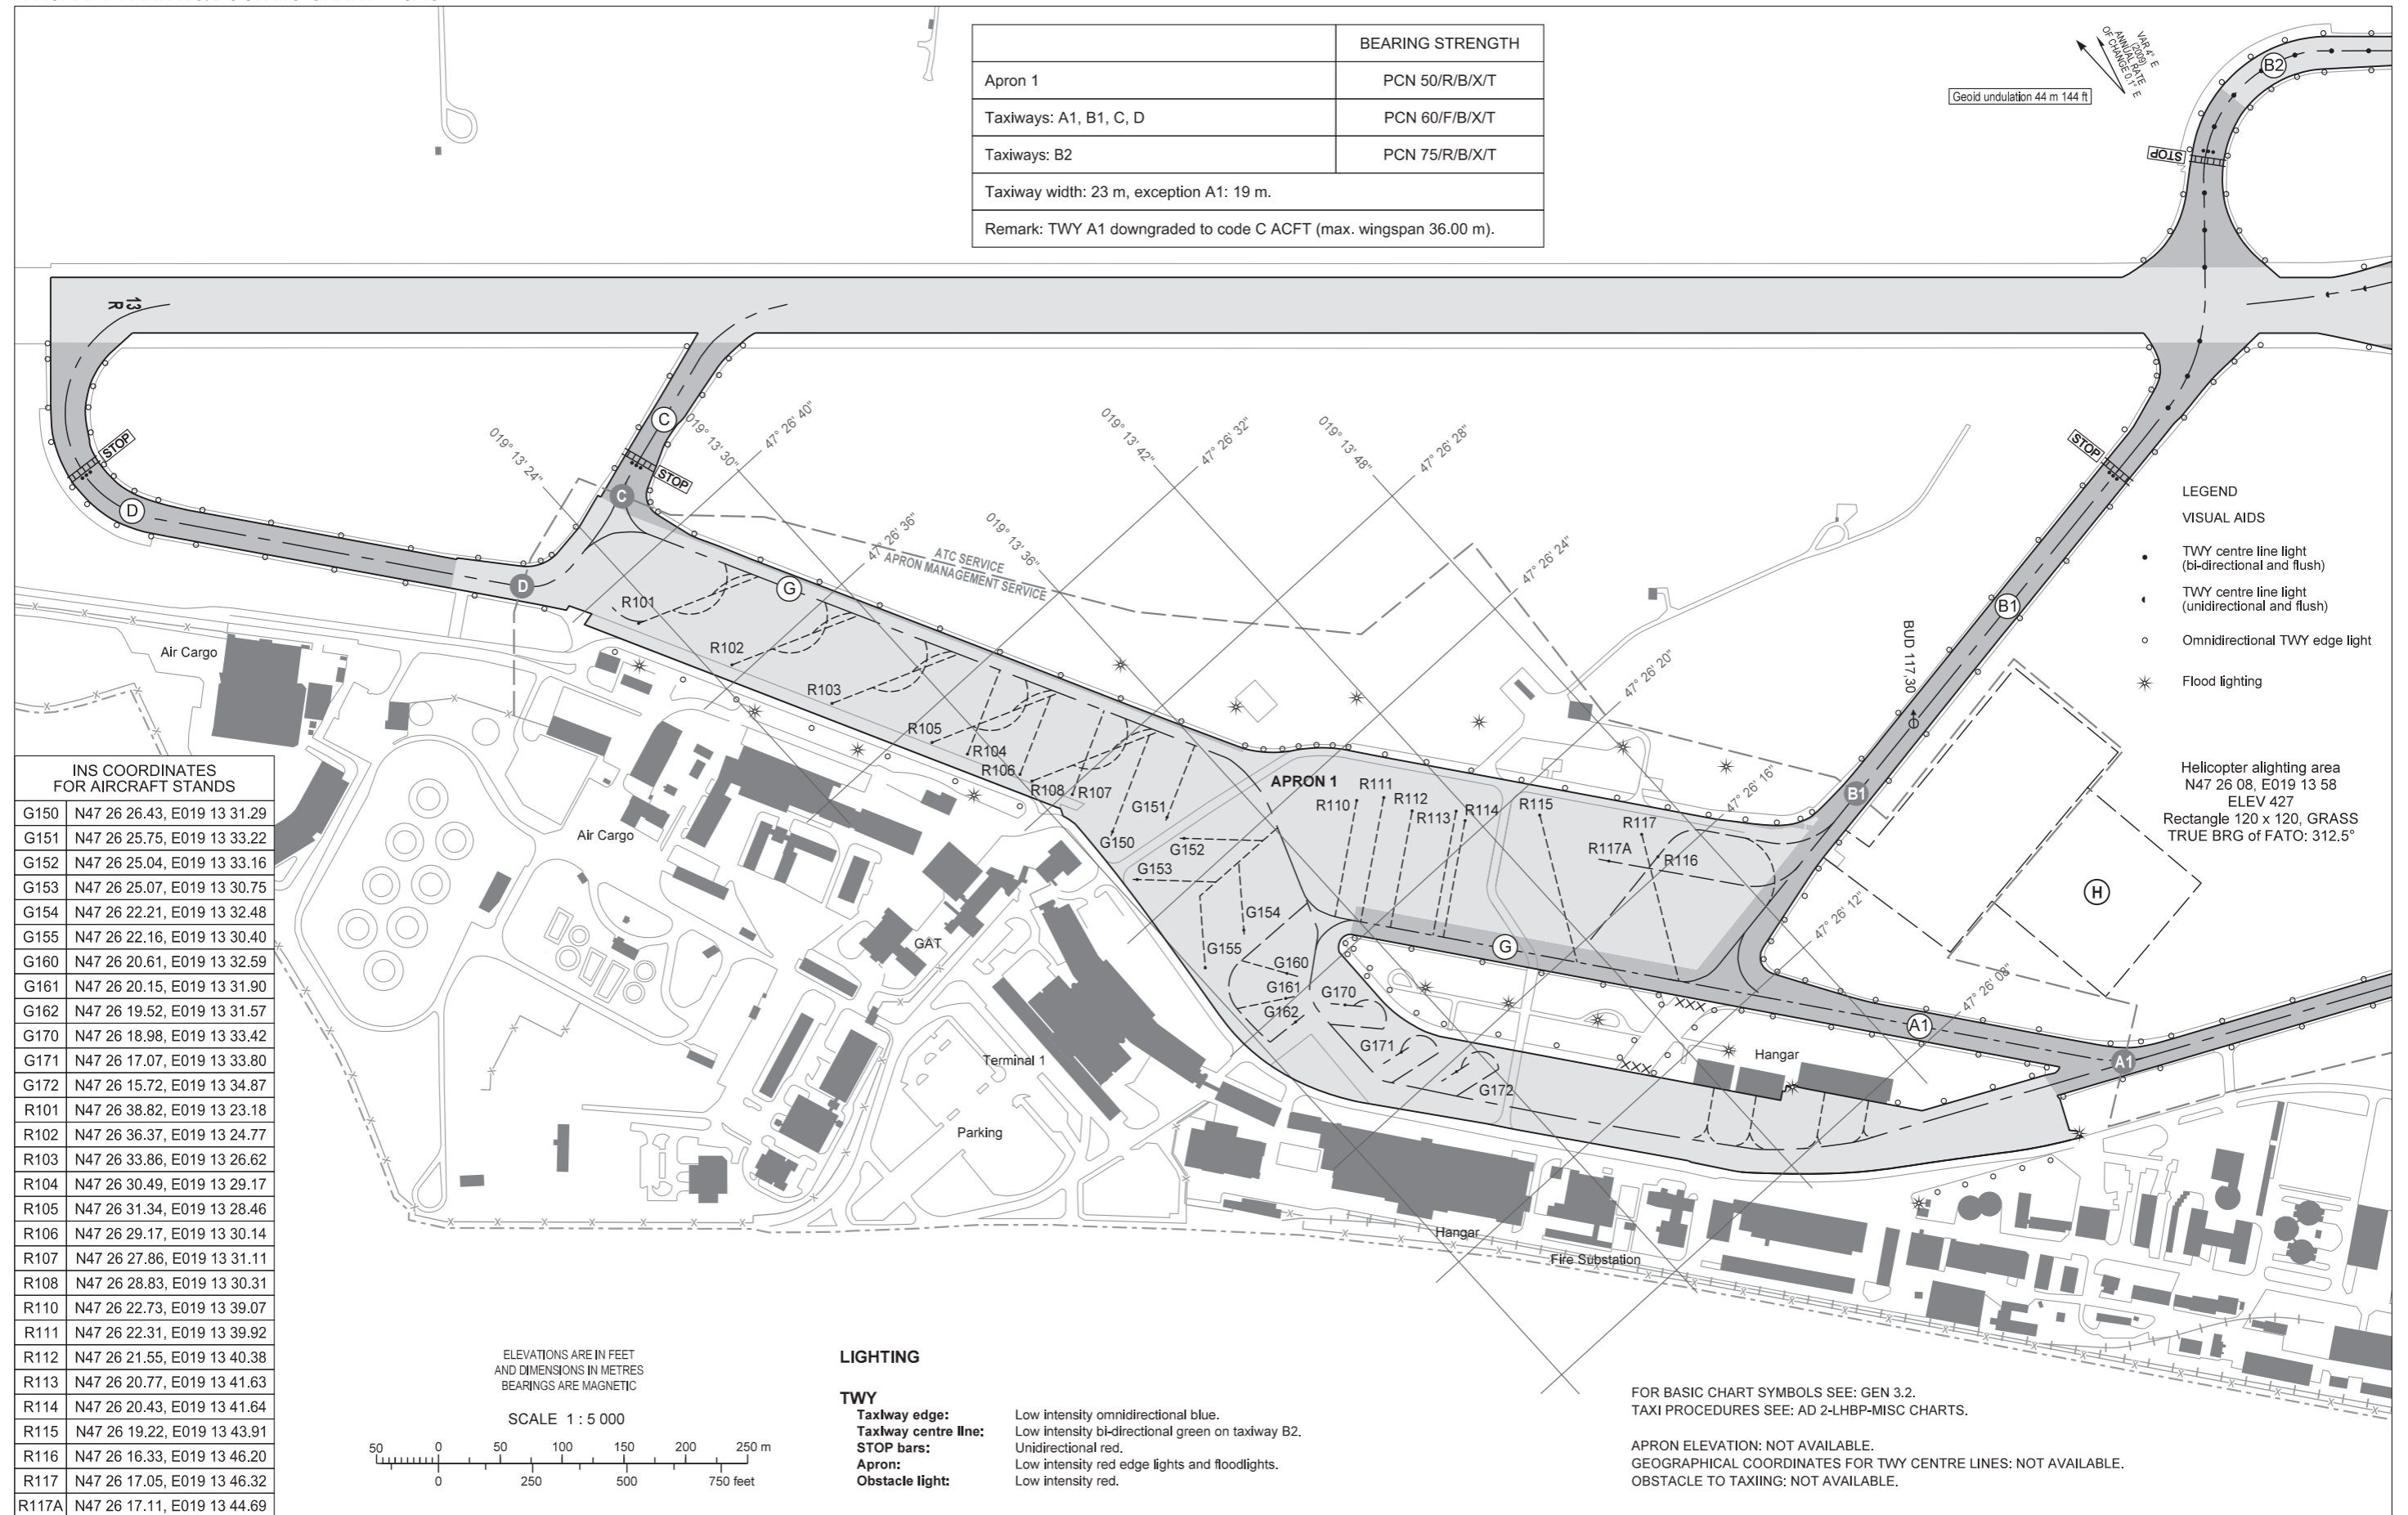 BEARING STRENGTH
Apron 1 PCN 50/R/B/X/T
Taxiways: A1, B1, C, D PCN 60/F/B/X/T
Taxiways: B2 PCN 75/R/B/X/T
Taxiway width: 23 m, exception A1: 19 m.
Remark: TWY A1 downgraded to code C ACFT (max. wingspan 36.00 m).
VAR 4° E
(2009)
ANNUAL RATE
OF CHANGE 0.1° E
Geoid undulation 44 m 144 ft
B2
STOP
13
R
C
STOP
C
STOP
D
D
019° 13' 24"
019° 13' 30"
47° 26' 40"
47° 26' 36"
019° 13' 36"
019° 13' 42"
47° 26' 32"
019° 13' 48"
47° 26' 28"
47° 26' 24"
47° 26' 20"
47° 26' 16"
47° 26' 12"
47° 26' 08"
ATC SERVICE
APRON MANAGEMENT SERVICE
STOP
B1
BUD 117,30
B1
LEGEND
VISUAL AIDS
TWY centre line light
(bi-directional and flush)
TWY centre line light
(unidirectional and flush)
Omnidirectional TWY edge light
Flood lighting
Helicopter alighting area
N47 26 08, E019 13 58
ELEV 427
Rectangle 120 x 120, GRASS
TRUE BRG of FATO: 312.5°
H
G
R101
R102
R103
R105
R104
R106
R108
R107
G151
G150
G152
G153
G154
G155
G160
G161
G162
G170
G171
G172
APRON 1
R110
R111
R112
R113
R114
R115
R117
R117A
R116
G
A1
A1
Air Cargo
Air Cargo
GAT
Terminal 1
Parking
Hangar
Hangar
Fire Substation
INS COORDINATES
FOR AIRCRAFT STANDS
G150 N47 26 26.43, E019 13 31.29
G151 N47 26 25.75, E019 13 33.22
G152 N47 26 25.04, E019 13 33.16
G153 N47 26 25.07, E019 13 30.75
G154 N47 26 22.21, E019 13 32.48
G155 N47 26 22.16, E019 13 30.40
G160 N47 26 20.61, E019 13 32.59
G161 N47 26 20.15, E019 13 31.90
G162 N47 26 19.52, E019 13 31.57
G170 N47 26 18.98, E019 13 33.42
G171 N47 26 17.07, E019 13 33.80
G172 N47 26 15.72, E019 13 34.87
R101 N47 26 38.82, E019 13 23.18
R102 N47 26 36.37, E019 13 24.77
R103 N47 26 33.86, E019 13 26.62
R104 N47 26 30.49, E019 13 29.17
R105 N47 26 31.34, E019 13 28.46
R106 N47 26 29.17, E019 13 30.14
R107 N47 26 27.86, E019 13 31.11
R108 N47 26 28.83, E019 13 30.31
R110 N47 26 22.73, E019 13 39.07
R111 N47 26 22.31, E019 13 39.92
R112 N47 26 21.55, E019 13 40.38
R113 N47 26 20.77, E019 13 41.63
R114 N47 26 20.43, E019 13 41.64
R115 N47 26 19.22, E019 13 43.91
R116 N47 26 16.33, E019 13 46.20
R117 N47 26 17.05, E019 13 46.32
R117A N47 26 17.11, E019 13 44.69
ELEVATIONS ARE IN FEET
AND DIMENSIONS IN METRES
BEARINGS ARE MAGNETIC
SCALE 1 : 5 000
50 0 50 100 150 200 250 m
0 250 500 750 feet
LIGHTING
TWY
Taxiway edge: Low intensity omnidirectional blue.
Taxiway centre line: Low intensity bi-directional green on taxiway B2.
STOP bars: Unidirectional red.
Apron: Low intensity red edge lights and floodlights.
Obstacle light: Low intensity red.
FOR BASIC CHART SYMBOLS SEE: GEN 3.2.
TAXI PROCEDURES SEE: AD 2-LHBP-MISC CHARTS.
APRON ELEVATION: NOT AVAILABLE.
GEOGRAPHICAL COORDINATES FOR TWY CENTRE LINES: NOT AVAILABLE.
OBSTACLE TO TAXIING: NOT AVAILABLE.